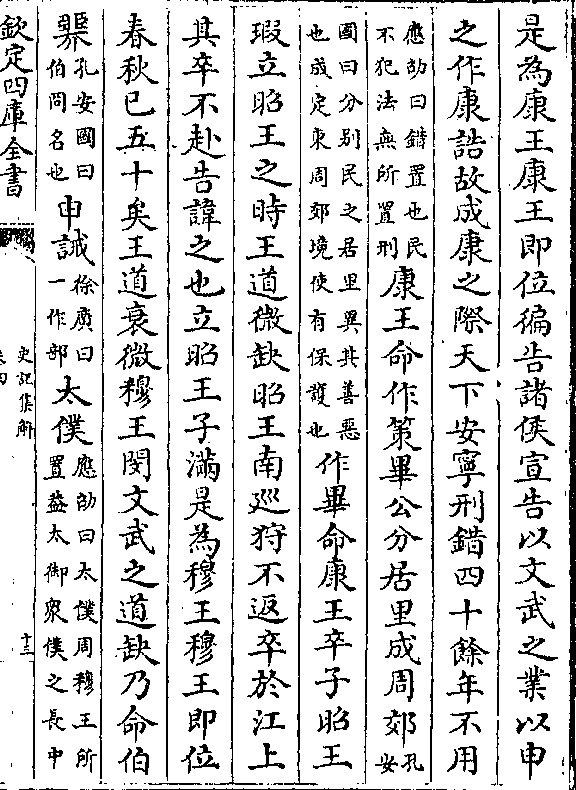 是為康王康王即位徧告諸侯宣告以文武之業以申
之作康誥故成康之際天下安寧刑錯四十餘年不用
應劭曰錯置也民
不犯法無所置刑
康王命作策畢公分居里成周郊
孔安
國曰分别民之居里異其善惡
也成定東周郊境使有保護也
作畢命康王卒子昭王
瑕立昭王之時王道微缺昭王南巡狩不返卒於江上
其卒不赴告諱之也立昭王子滿是為穆王穆王即位
春秋已五十矣王道衰微穆王閔文武之道缺乃命伯
臩
孔安國曰
伯冏名也
申誡
徐廣曰
一作部
太僕
應劭曰太僕周穆王所
置葢太御衆僕之長中
欽定四庫全書
史記集解
卷四
十三